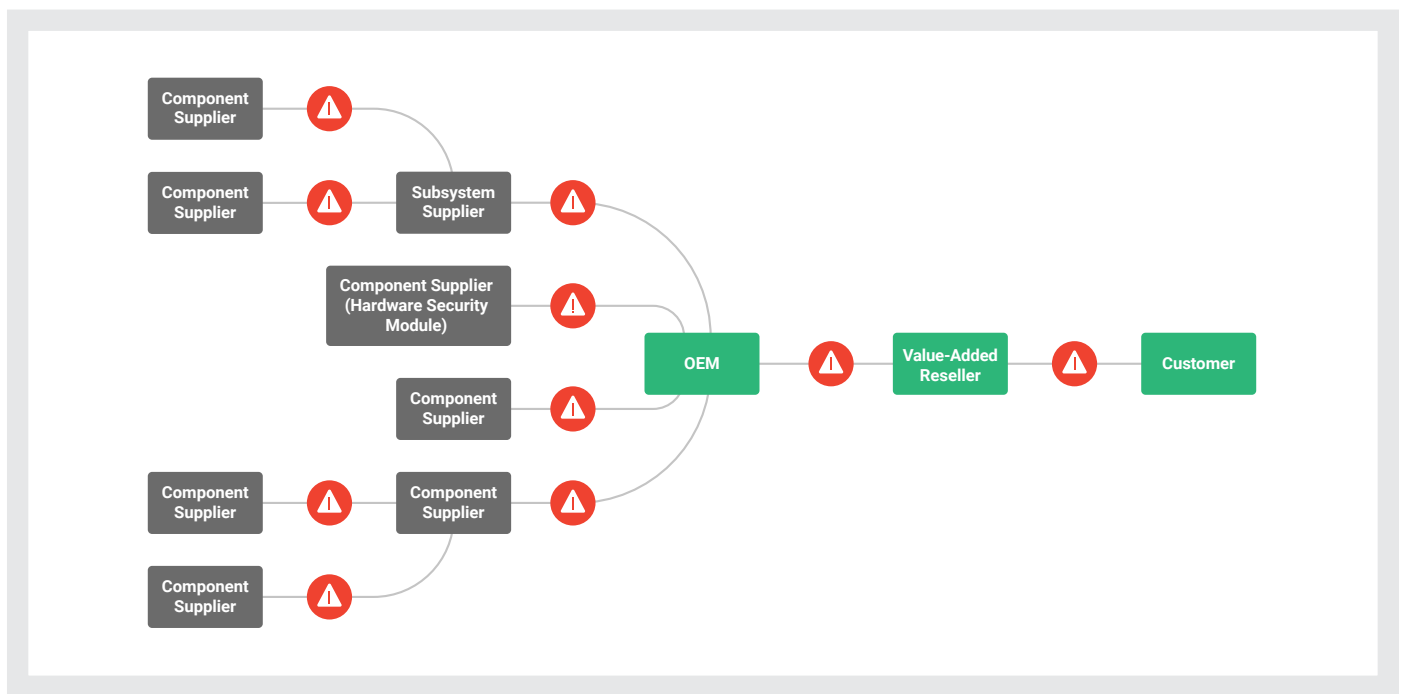 Component
Supplier
Component
Supplier
Subsystem
Supplier
Component Supplier
(Hardware Security
Module)
OEM
Value-Added
Reseller
Customer
Component
Supplier
Component
Supplier
Component
Supplier
Component
Supplier